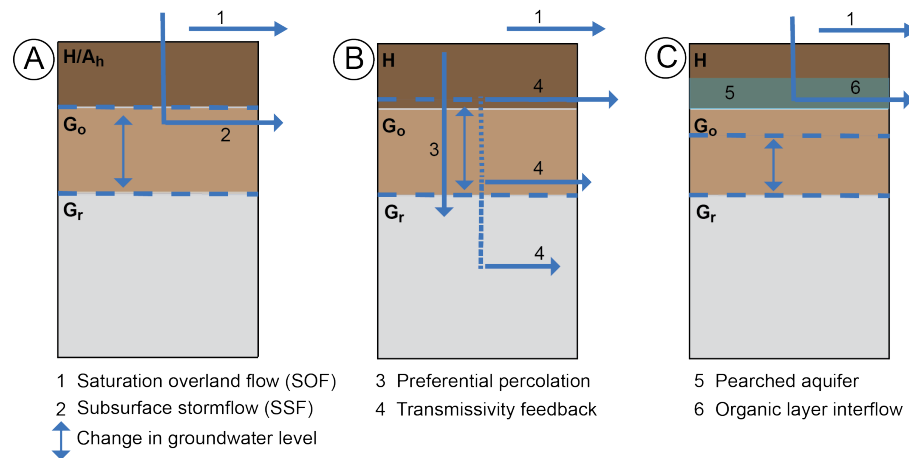 1
1
1
A
B
C
H/Ah
H
H
4
5
6
Go
Go
Go
2
3
4
Gr
Gr
Gr
4
1 Saturation overland flow (SOF)
2 Subsurface stormflow (SSF)
Change in groundwater level
3 Preferential percolation
4 Transmissivity feedback
5 Pearched aquifer
6 Organic layer interflow